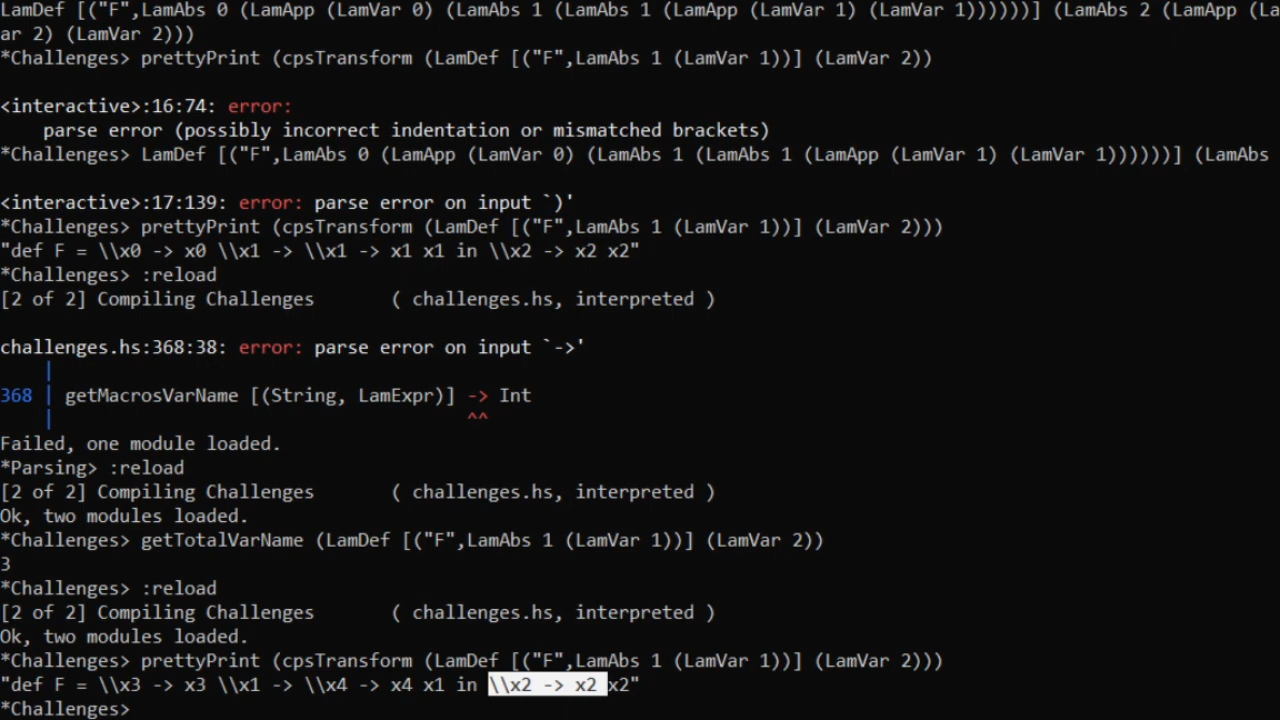 LamDef [("F",LamAbs 0 (LamApp (LamVar 0) (LamAbs 1 (LamAbs 1 (LamApp (LamVar 1) (LamVar 1))))))] (LamAbs 2 (LamApp (La
ar 2) (LamVar 2)))
*Challenges> prettyPrint (cpsTransform (LamDef [("F",LamAbs 1 (LamVar 1))] (LamVar 2))
<interactive>:16:74: error:
parse error (possibly incorrect indentation or mismatched brackets)
*Challenges> LamDef [("F",LamAbs 0 (LamApp (LamVar 0) (LamAbs 1 (LamAbs 1 (LamApp (LamVar 1) (LamVar 1))))))] (LamAbs
<interactive>:17:139: error: parse error on input `)'
*Challenges> prettyPrint (cpsTransform (LamDef [("F",LamAbs 1 (LamVar 1))] (LamVar 2)))
"def F = \\x0 -> x0 \\x1 -> \\x1 -> x1 x1 in \\x2 -> x2 x2"
*Challenges> :reload
[2 of 2] Compiling Challenges ( challenges.hs, interpreted )
challenges.hs:368:38: error: parse error on input `->'
|
368 | getMacrosVarName [(String, LamExpr)] -> Int
| ^^
Failed, one module loaded.
*Parsing> :reload
[2 of 2] Compiling Challenges ( challenges.hs, interpreted )
Ok, two modules loaded.
*Challenges> getTotalVarName (LamDef [("F",LamAbs 1 (LamVar 1))] (LamVar 2))
3
*Challenges> :reload
[2 of 2] Compiling Challenges ( challenges.hs, interpreted )
Ok, two modules loaded.
*Challenges> prettyPrint (cpsTransform (LamDef [("F",LamAbs 1 (LamVar 1))] (LamVar 2)))
"def F = \\x3 -> x3 \\x1 -> \\x4 -> x4 x1 in \\x2 -> x2 x2"
*Challenges>